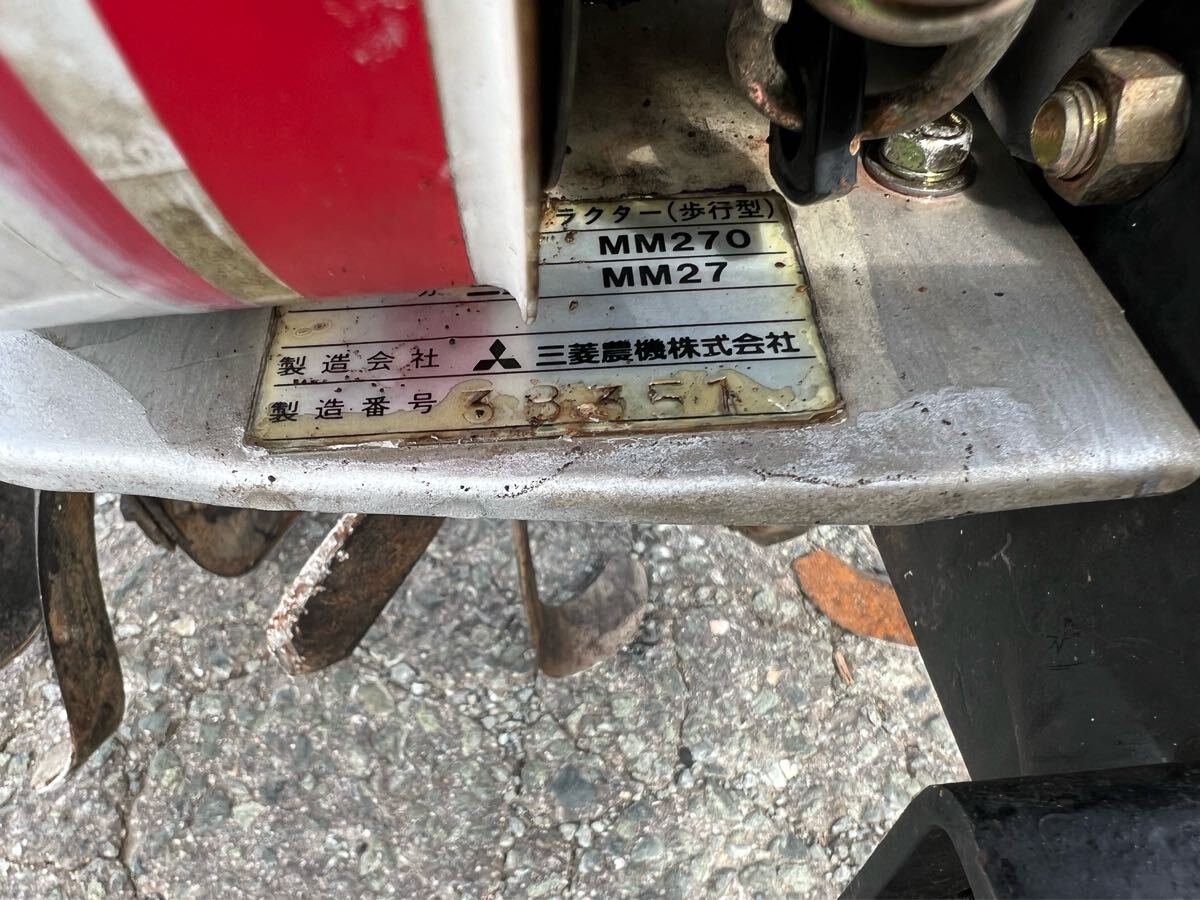 ラクター(歩行型)
MM270
MM27
製造会社 三菱農機株式会社
製造番号 38351